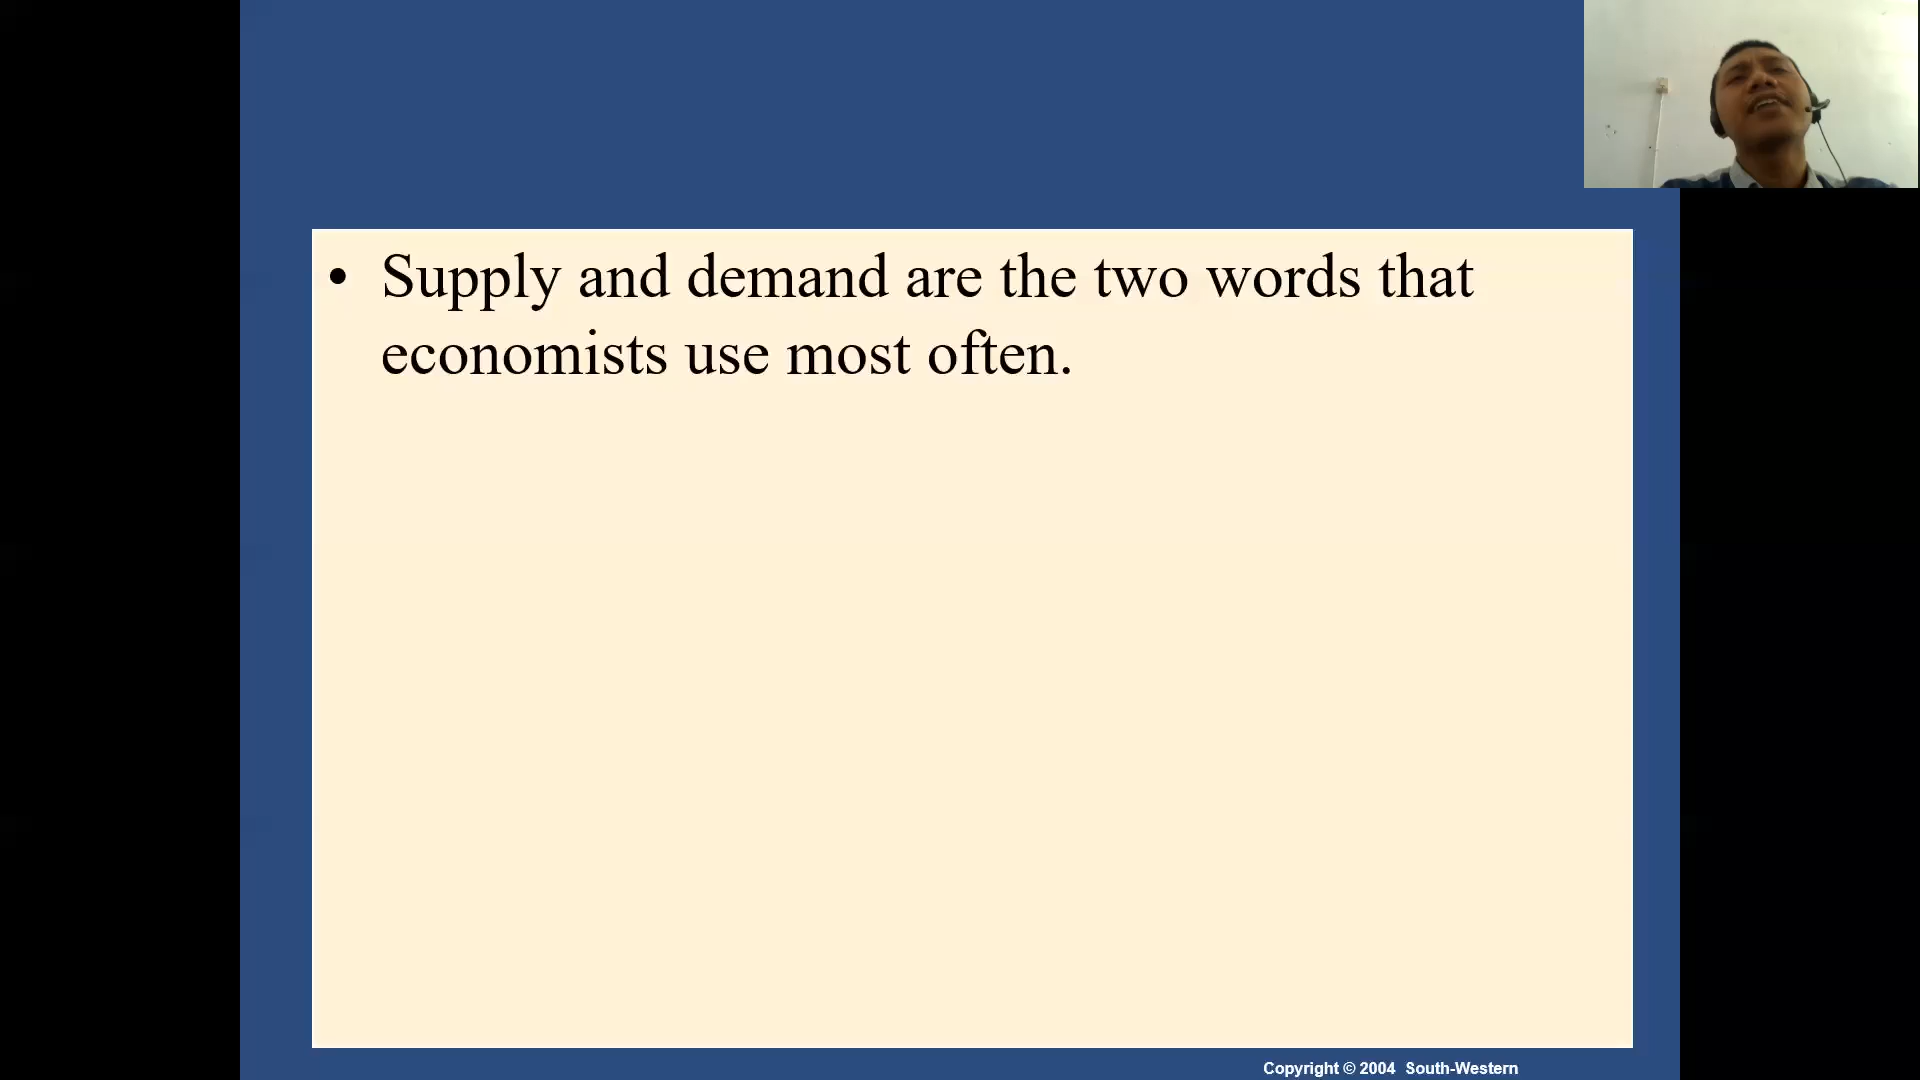 • Supply and demand are the two words that
economists use most often.
Copyright © 2004 South-Western